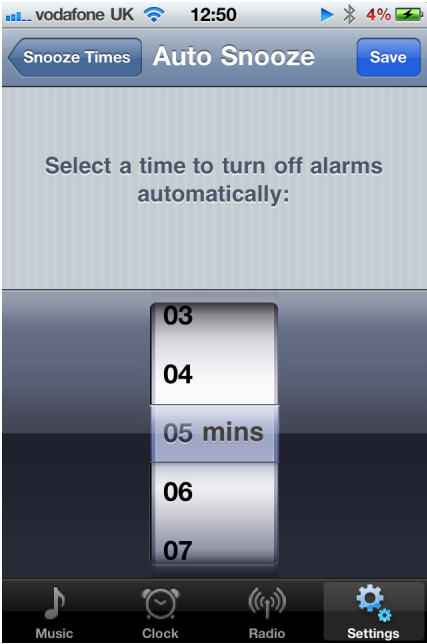 vodafone UK 12:50 4%
Snooze Times Auto Snooze Save
Select a time to turn off alarms
automatically:
03
04
05 mins
06
07
Music Clock Radio Settings